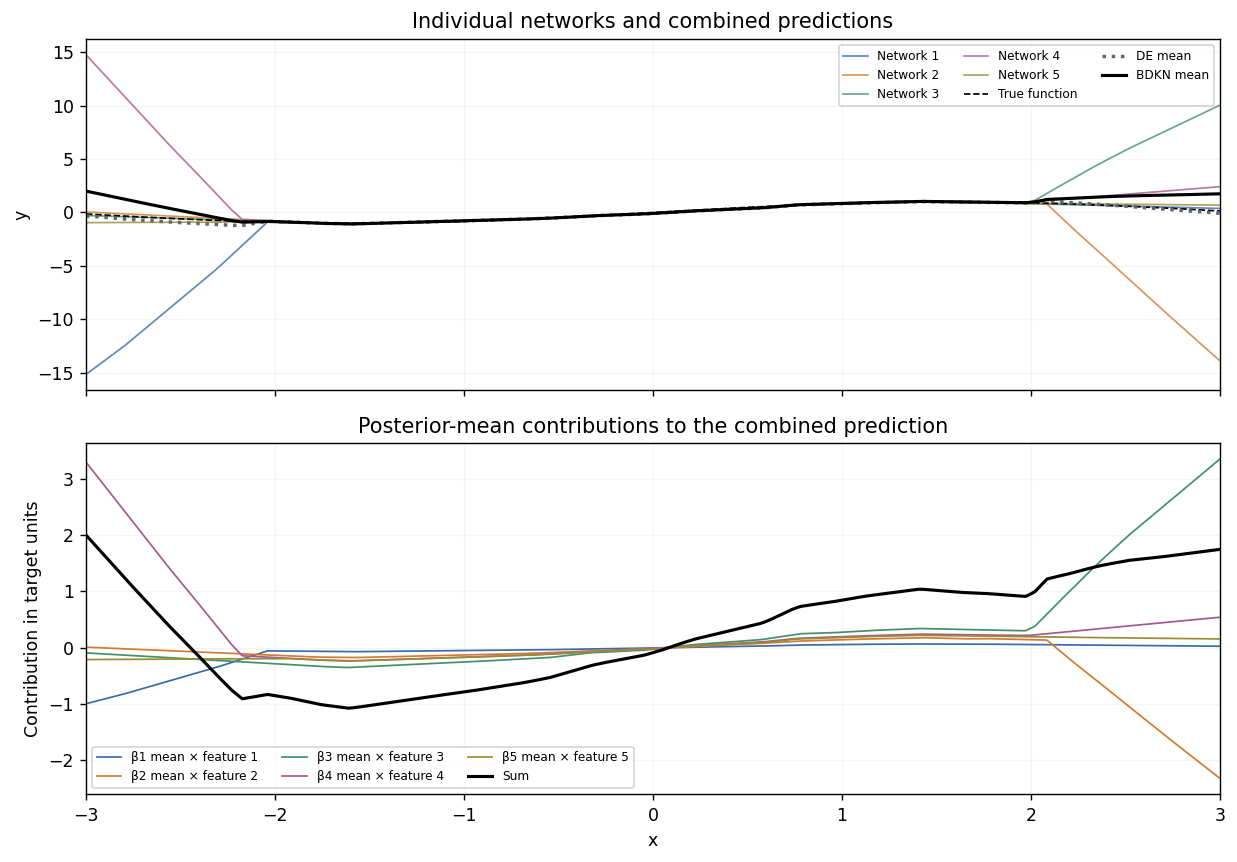 Individual networks and combined predictions
15
10
5
0
−5
−10
−15
y
Network 1
Network 2
Network 3
Network 4
Network 5
True function
DE mean
BDKN mean
Posterior-mean contributions to the combined prediction
3
2
1
0
−1
−2
Contribution in target units
β1 mean × feature 1
β2 mean × feature 2
β3 mean × feature 3
β4 mean × feature 4
β5 mean × feature 5
Sum
−3 −2 −1 0 1 2 3
x